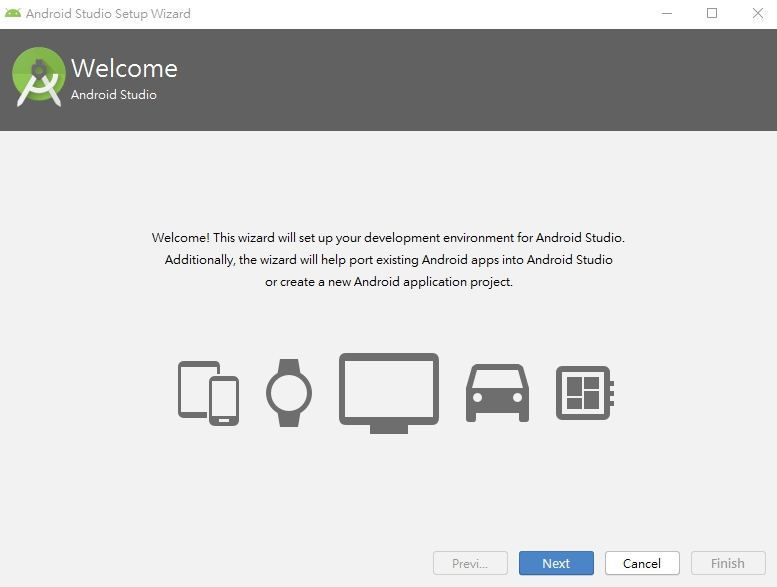 Android Studio Setup Wizard
Welcome
Android Studio
Welcome! This wizard will set up your development environment for Android Studio.
Additionally, the wizard will help port existing Android apps into Android Studio
or create a new Android application project.
Previ...
Next
Cancel
Finish